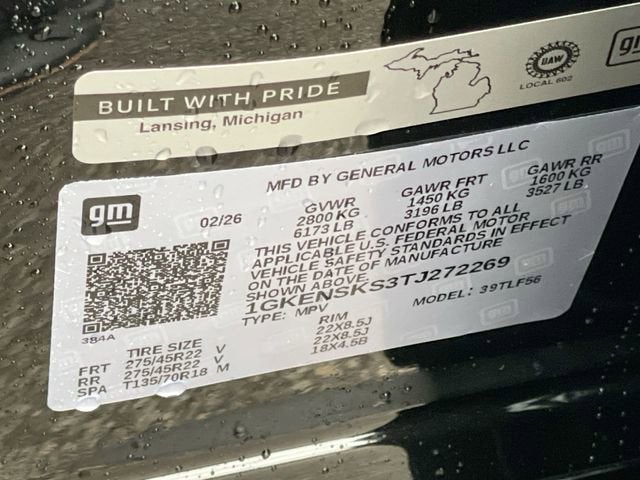 BUILT WITH PRIDE
Lansing, Michigan
UAW
LOCAL 602
gm
MFD BY GENERAL MOTORS LLC
gm
02/26
GVWR GAWR FRT GAWR RR
2800 KG 1450 KG 1600 KG
6173 LB 3196 LB 3527 LB
THIS VEHICLE CONFORMS TO ALL
APPLICABLE U.S. FEDERAL MOTOR
VEHICLE SAFETY STANDARDS IN EFFECT
ON THE DATE OF MANUFACTURE
SHOWN ABOVE.
1GKENSKS3TJ272269
TYPE: MPV MODEL: 39TLF56
384A
TIRE SIZE RIM
FRT 275/45R22 V 22X8.5J
RR 275/45R22 V 22X8.5J
SPA T135/70R18 M 18X4.5B